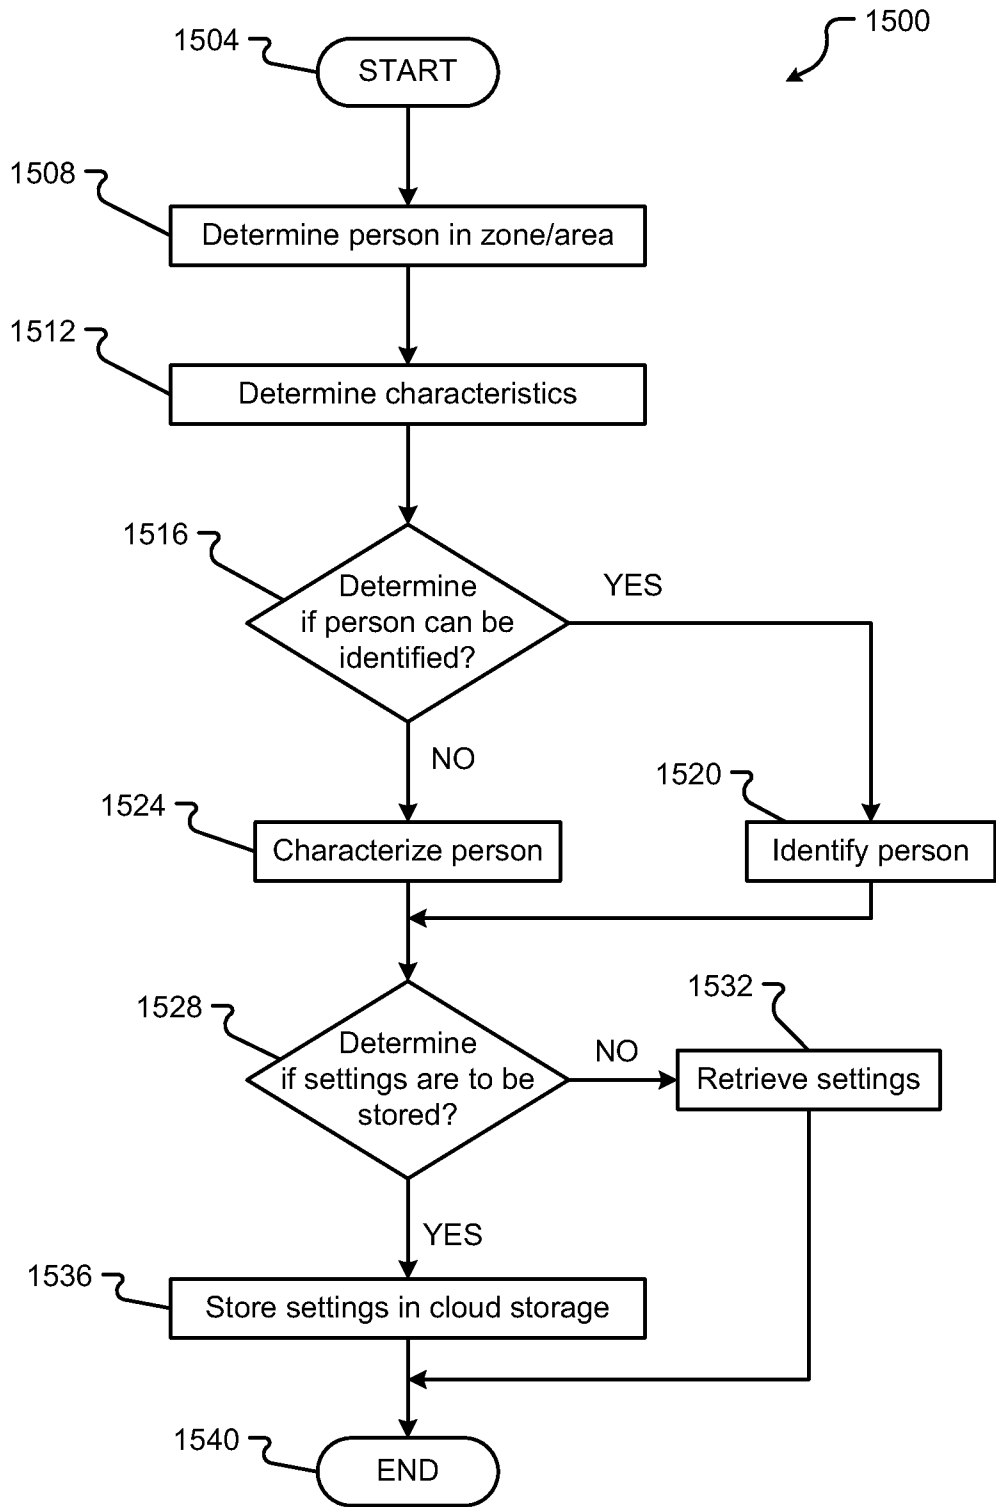 1500
1504
START
1508
Determine person in zone/area
1512
Determine characteristics
1516
Determine
if person can be
identified?
YES
NO
1520
1524
Characterize person
Identify person
1528
Determine
if settings are to be
stored?
NO
1532
Retrieve settings
YES
1536
Store settings in cloud storage
1540
END